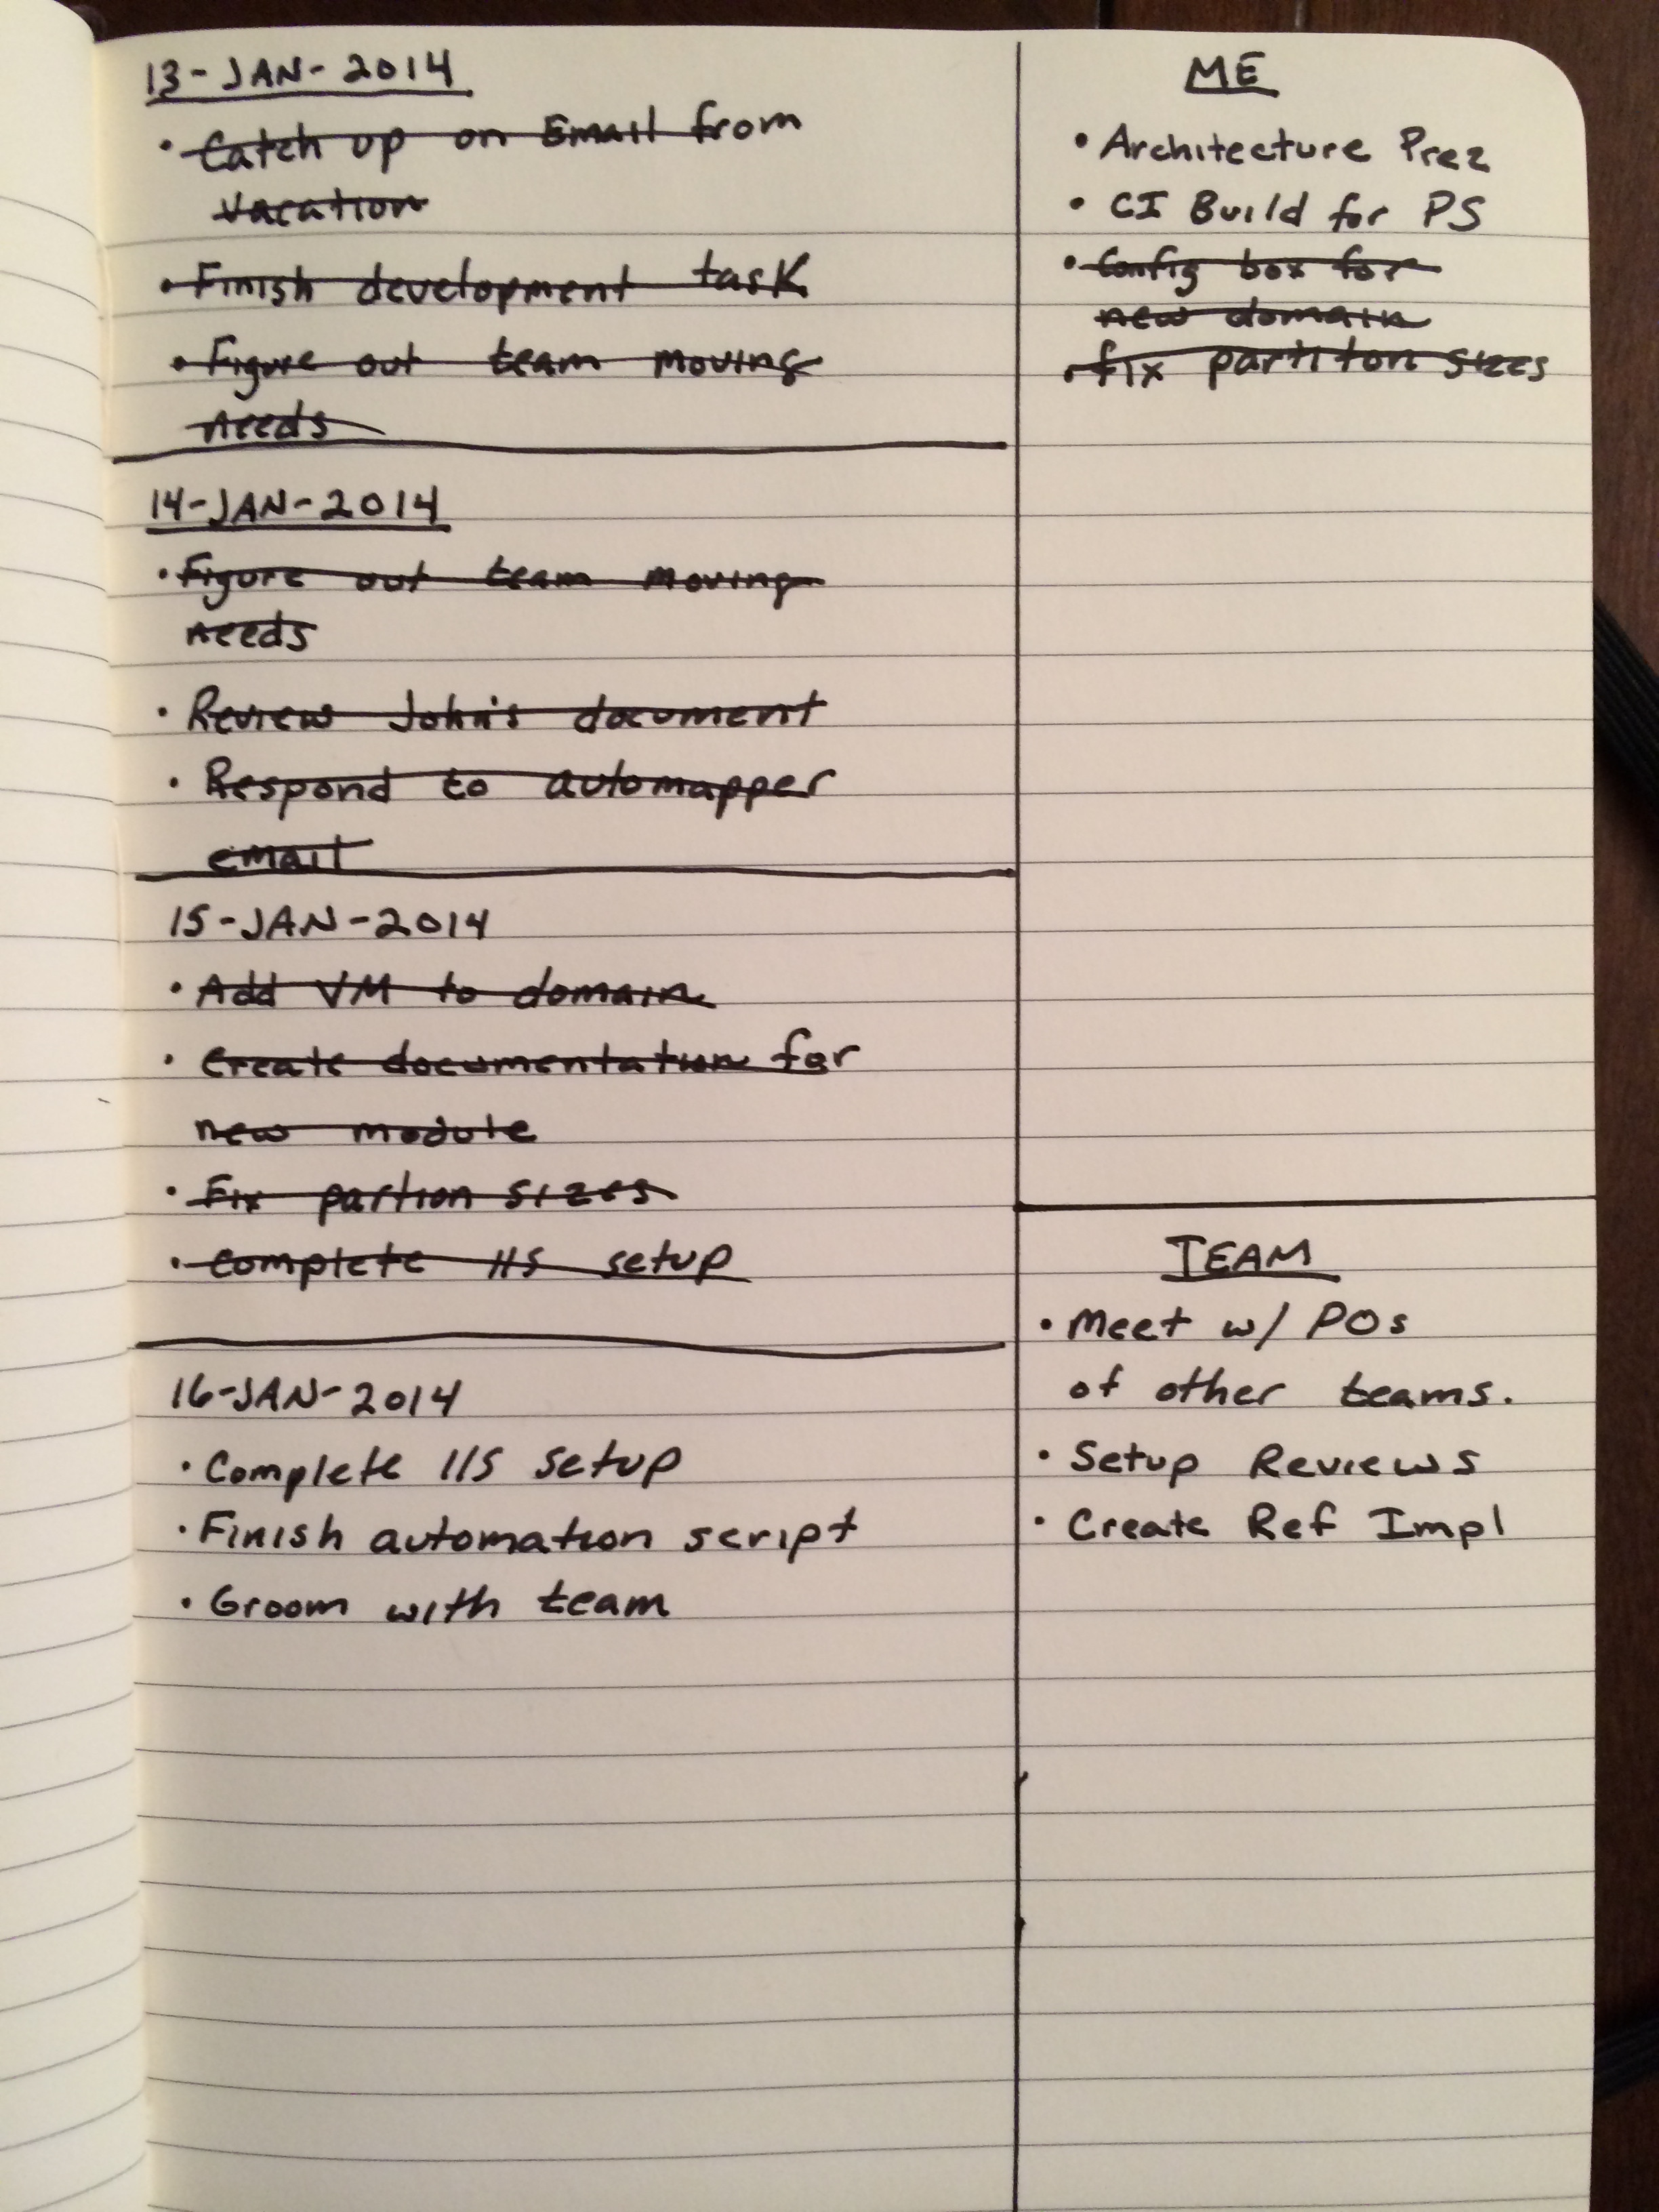 13-JAN-2014
• Catch up on Email from
vacation
• Finish development task
• Figure out team moving
needs
14-JAN-2014
• Figure out team moving
needs
• Review John's document
• Respond to automapper
email
15-JAN-2014
• Add VM to domain
• Create documentation for
new module
• Fix partion sizes
• Complete IIS setup
16-JAN-2014
• Complete IIS setup
• Finish automation script
• Groom with team
ME
• Architecture Prez
• CI Build for PS
• Config box for
new domain
• fix partiton sizes
TEAM
• Meet w/ POs
of other teams.
• Setup Reviews
• Create Ref Impl